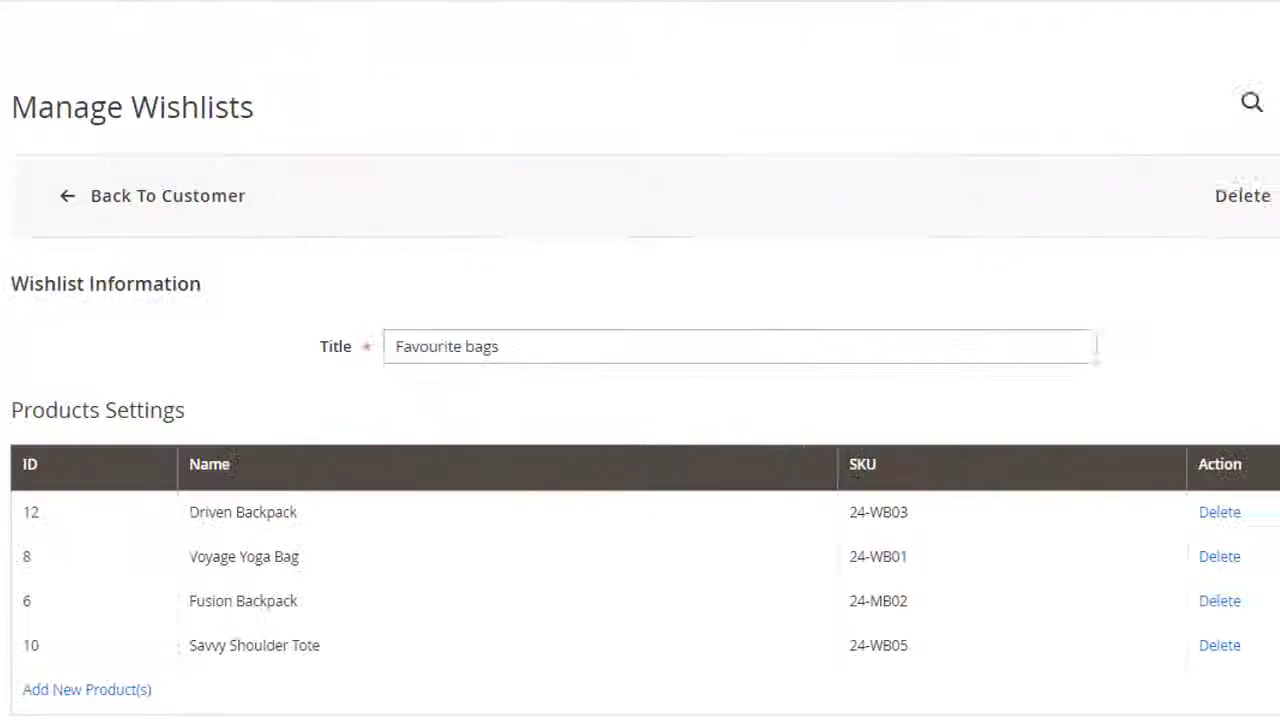 Manage Wishlists
← Back To Customer Delete
Wishlist Information
Title * Favourite bags
Products Settings
ID Name SKU Action
12 Driven Backpack 24-WB03 Delete
8 Voyage Yoga Bag 24-WB01 Delete
6 Fusion Backpack 24-MB02 Delete
10 Savvy Shoulder Tote 24-WB05 Delete
Add New Product(s)